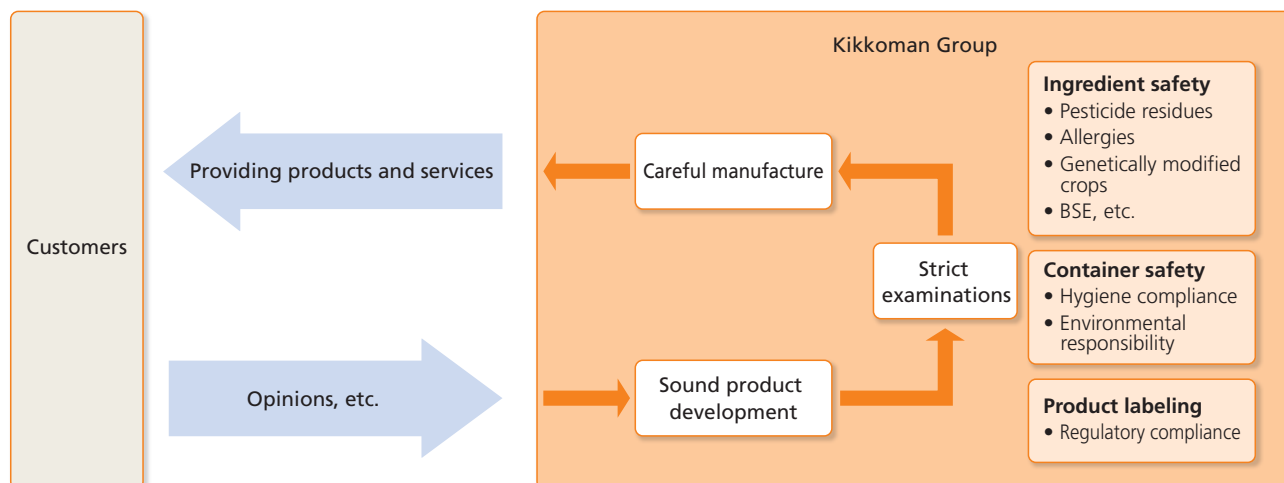 Kikkoman Group
Customers
Providing products and services
Opinions, etc.
Careful manufacture
Strict
examinations
Sound product
development
Ingredient safety
• Pesticide residues
• Allergies
• Genetically modified
crops
• BSE, etc.
Container safety
• Hygiene compliance
• Environmental
responsibility
Product labeling
• Regulatory compliance